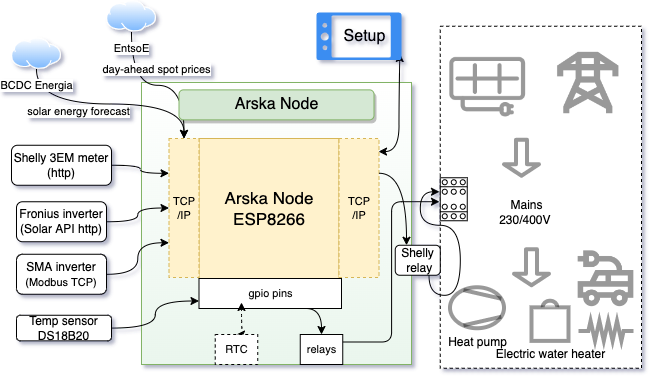 EntsoE
day-ahead spot prices
Setup
BCDC Energia
solar energy forecast
Arska Node
Shelly 3EM meter
(http)
Fronius inverter
(Solar API http)
SMA inverter
(Modbus TCP)
Temp sensor
DS18B20
TCP
/IP
Arska Node
ESP8266
TCP
/IP
gpio pins
RTC
relays
Shelly
relay
Mains
230/400V
Heat pump
Electric water heater